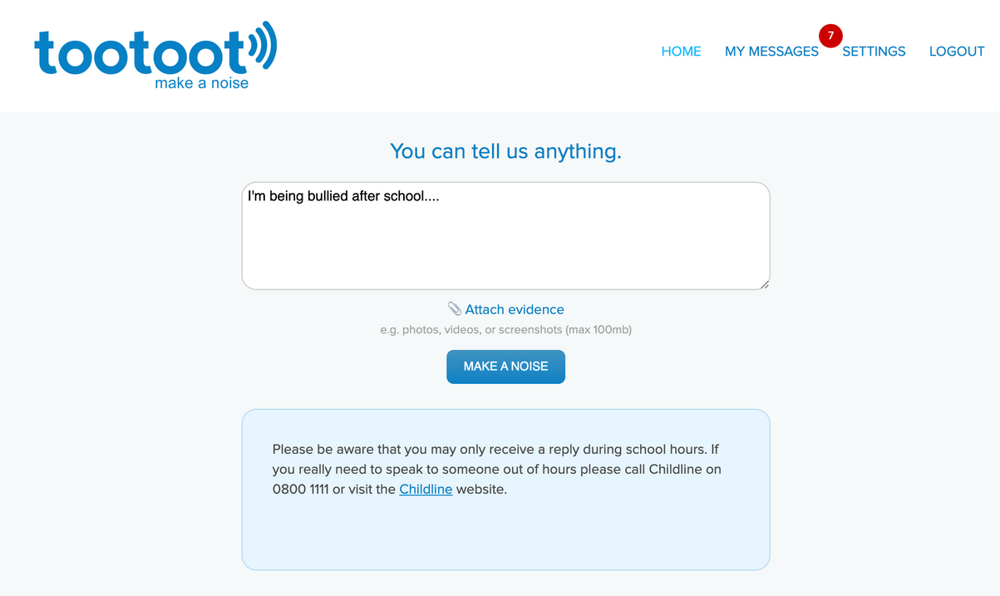 tootoot
make a noise
HOME MY MESSAGES 7 SETTINGS LOGOUT
You can tell us anything.
I'm being bullied after school....
Attach evidence
e.g. photos, videos, or screenshots (max 100mb)
MAKE A NOISE
Please be aware that you may only receive a reply during school hours. If
you really need to speak to someone out of hours please call Childline on
0800 1111 or visit the Childline website.